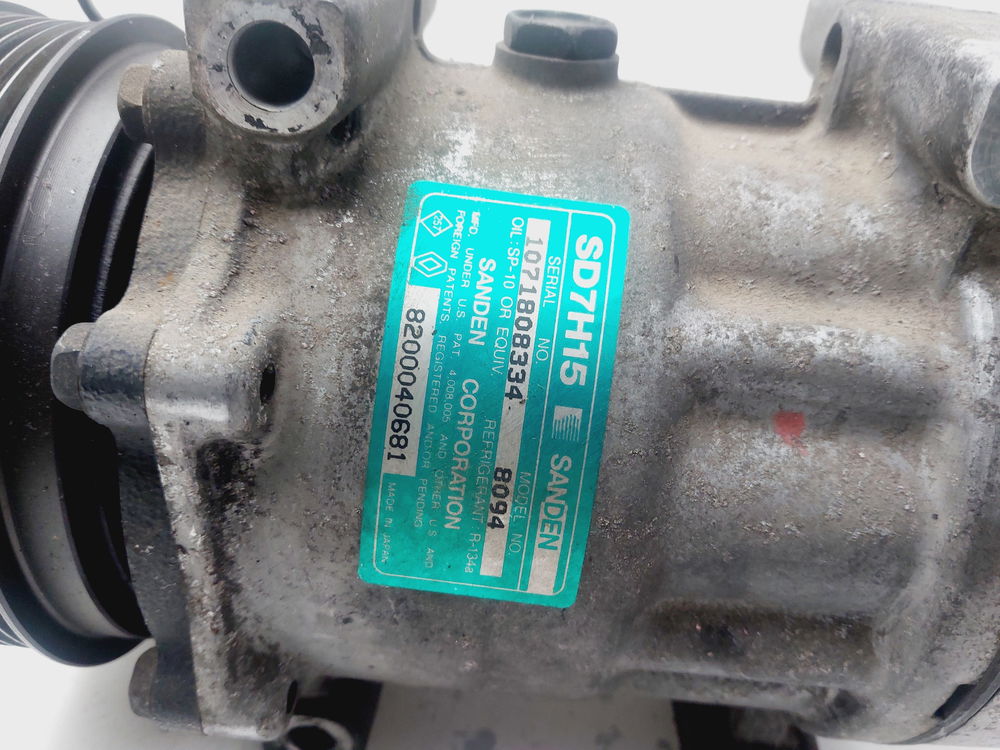 SD7H15 SANDEN
SERIAL NO. MODEL NO.
1071808334 8094
OIL: SP-10 OR EQUIV. REFRIGERANT R-134a
SANDEN CORPORATION
MFD. UNDER U.S. PAT. 4,008,005 AND OTHER U.S. AND
FOREIGN PATENTS, REGISTERED AND/OR PENDING
8200040681 MADE IN JAPAN